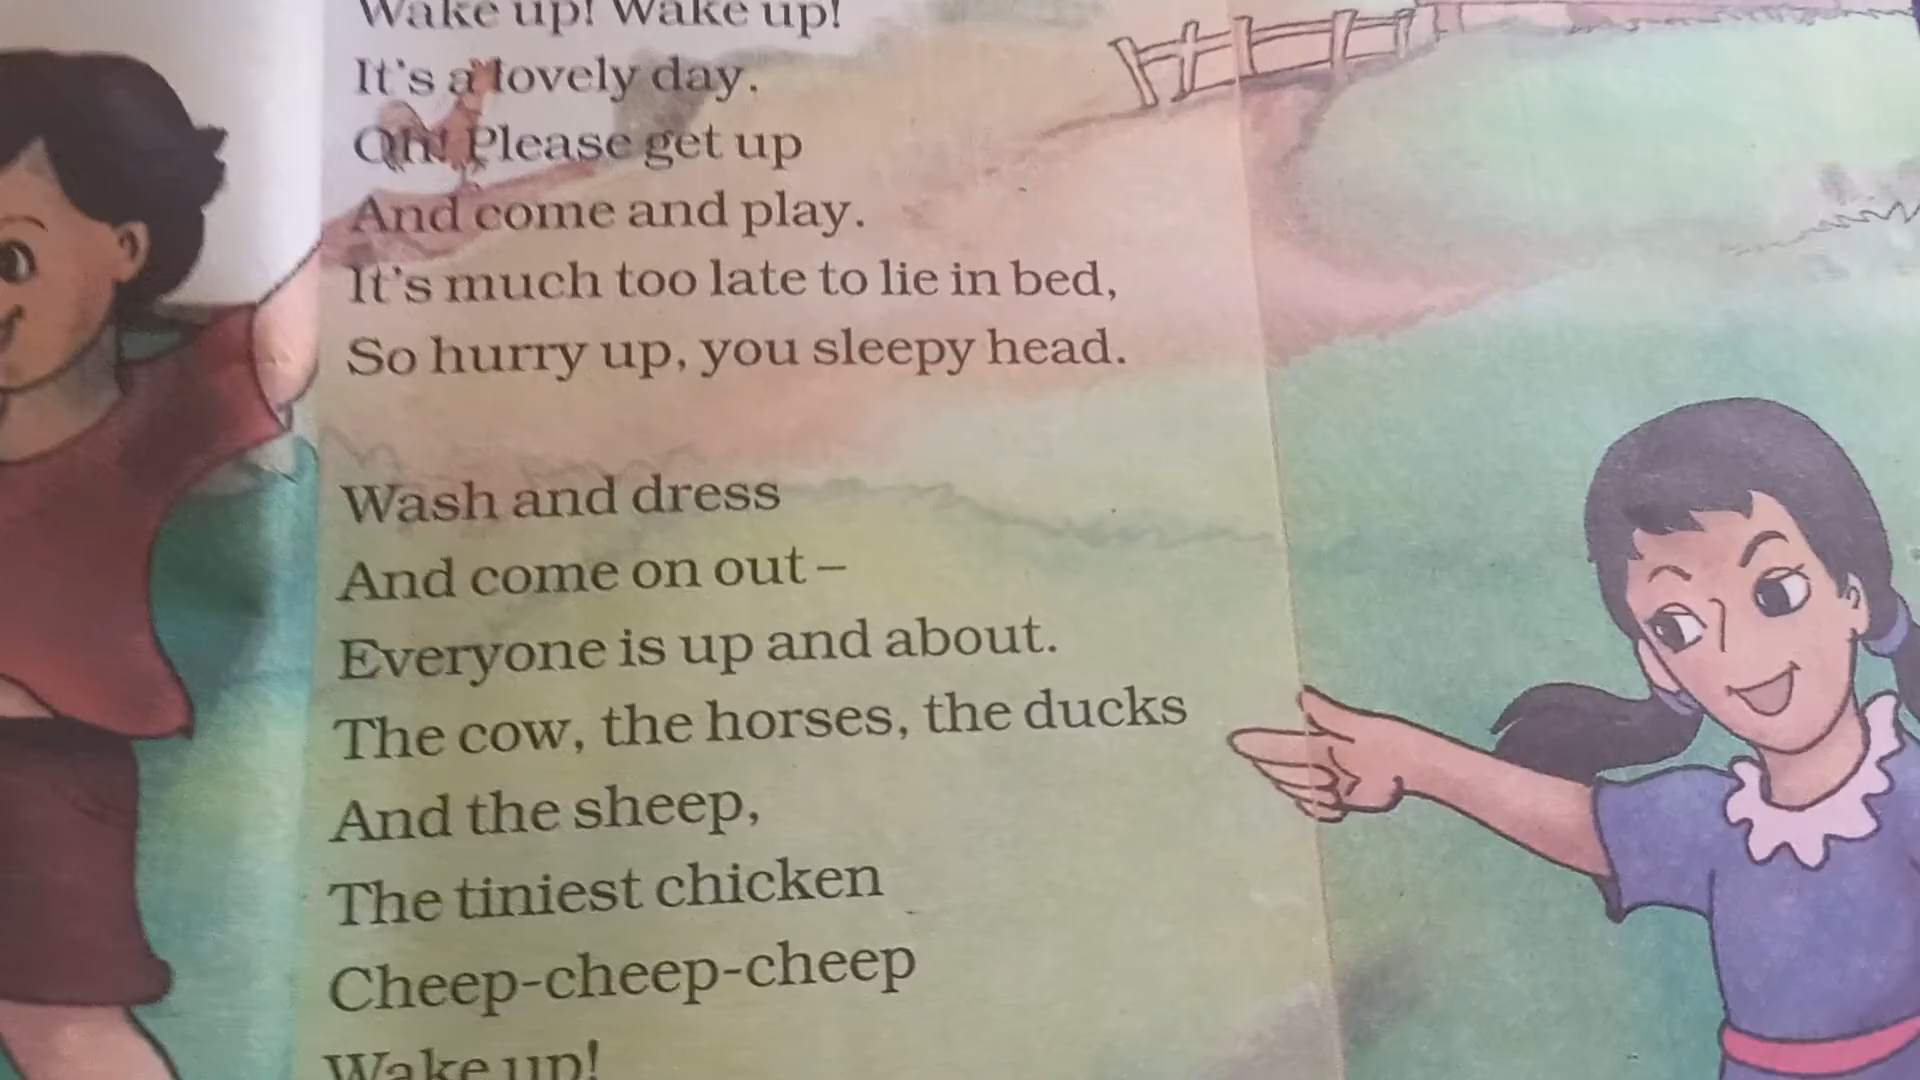 Wake up! Wake up!
It's a lovely day.
Oh! Please get up
And come and play.
It's much too late to lie in bed,
So hurry up, you sleepy head.
Wash and dress
And come on out –
Everyone is up and about.
The cow, the horses, the ducks
And the sheep,
The tiniest chicken
Cheep-cheep-cheep
Wake up!